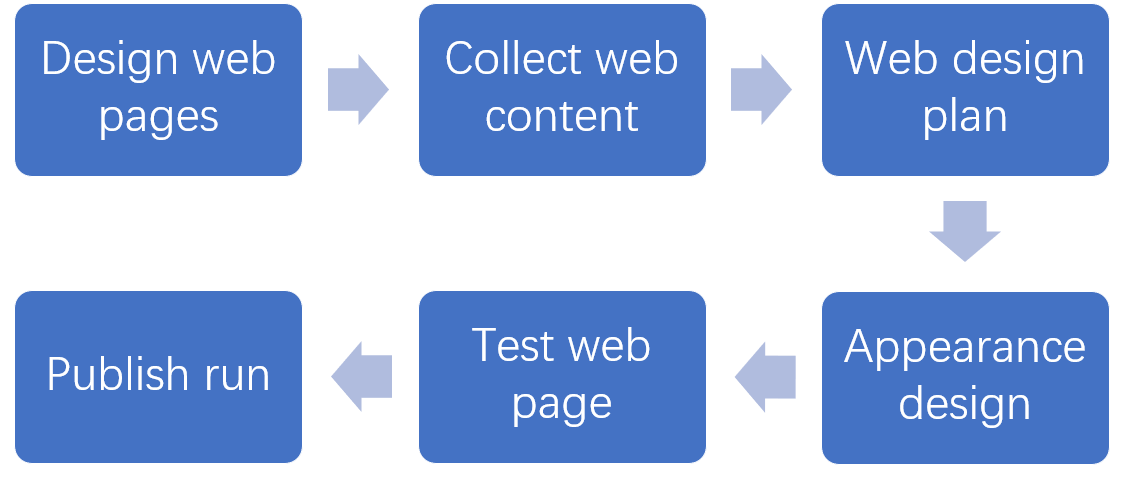 Design web
pages
Collect web
content
Web design
plan
Appearance
design
Test web
page
Publish run